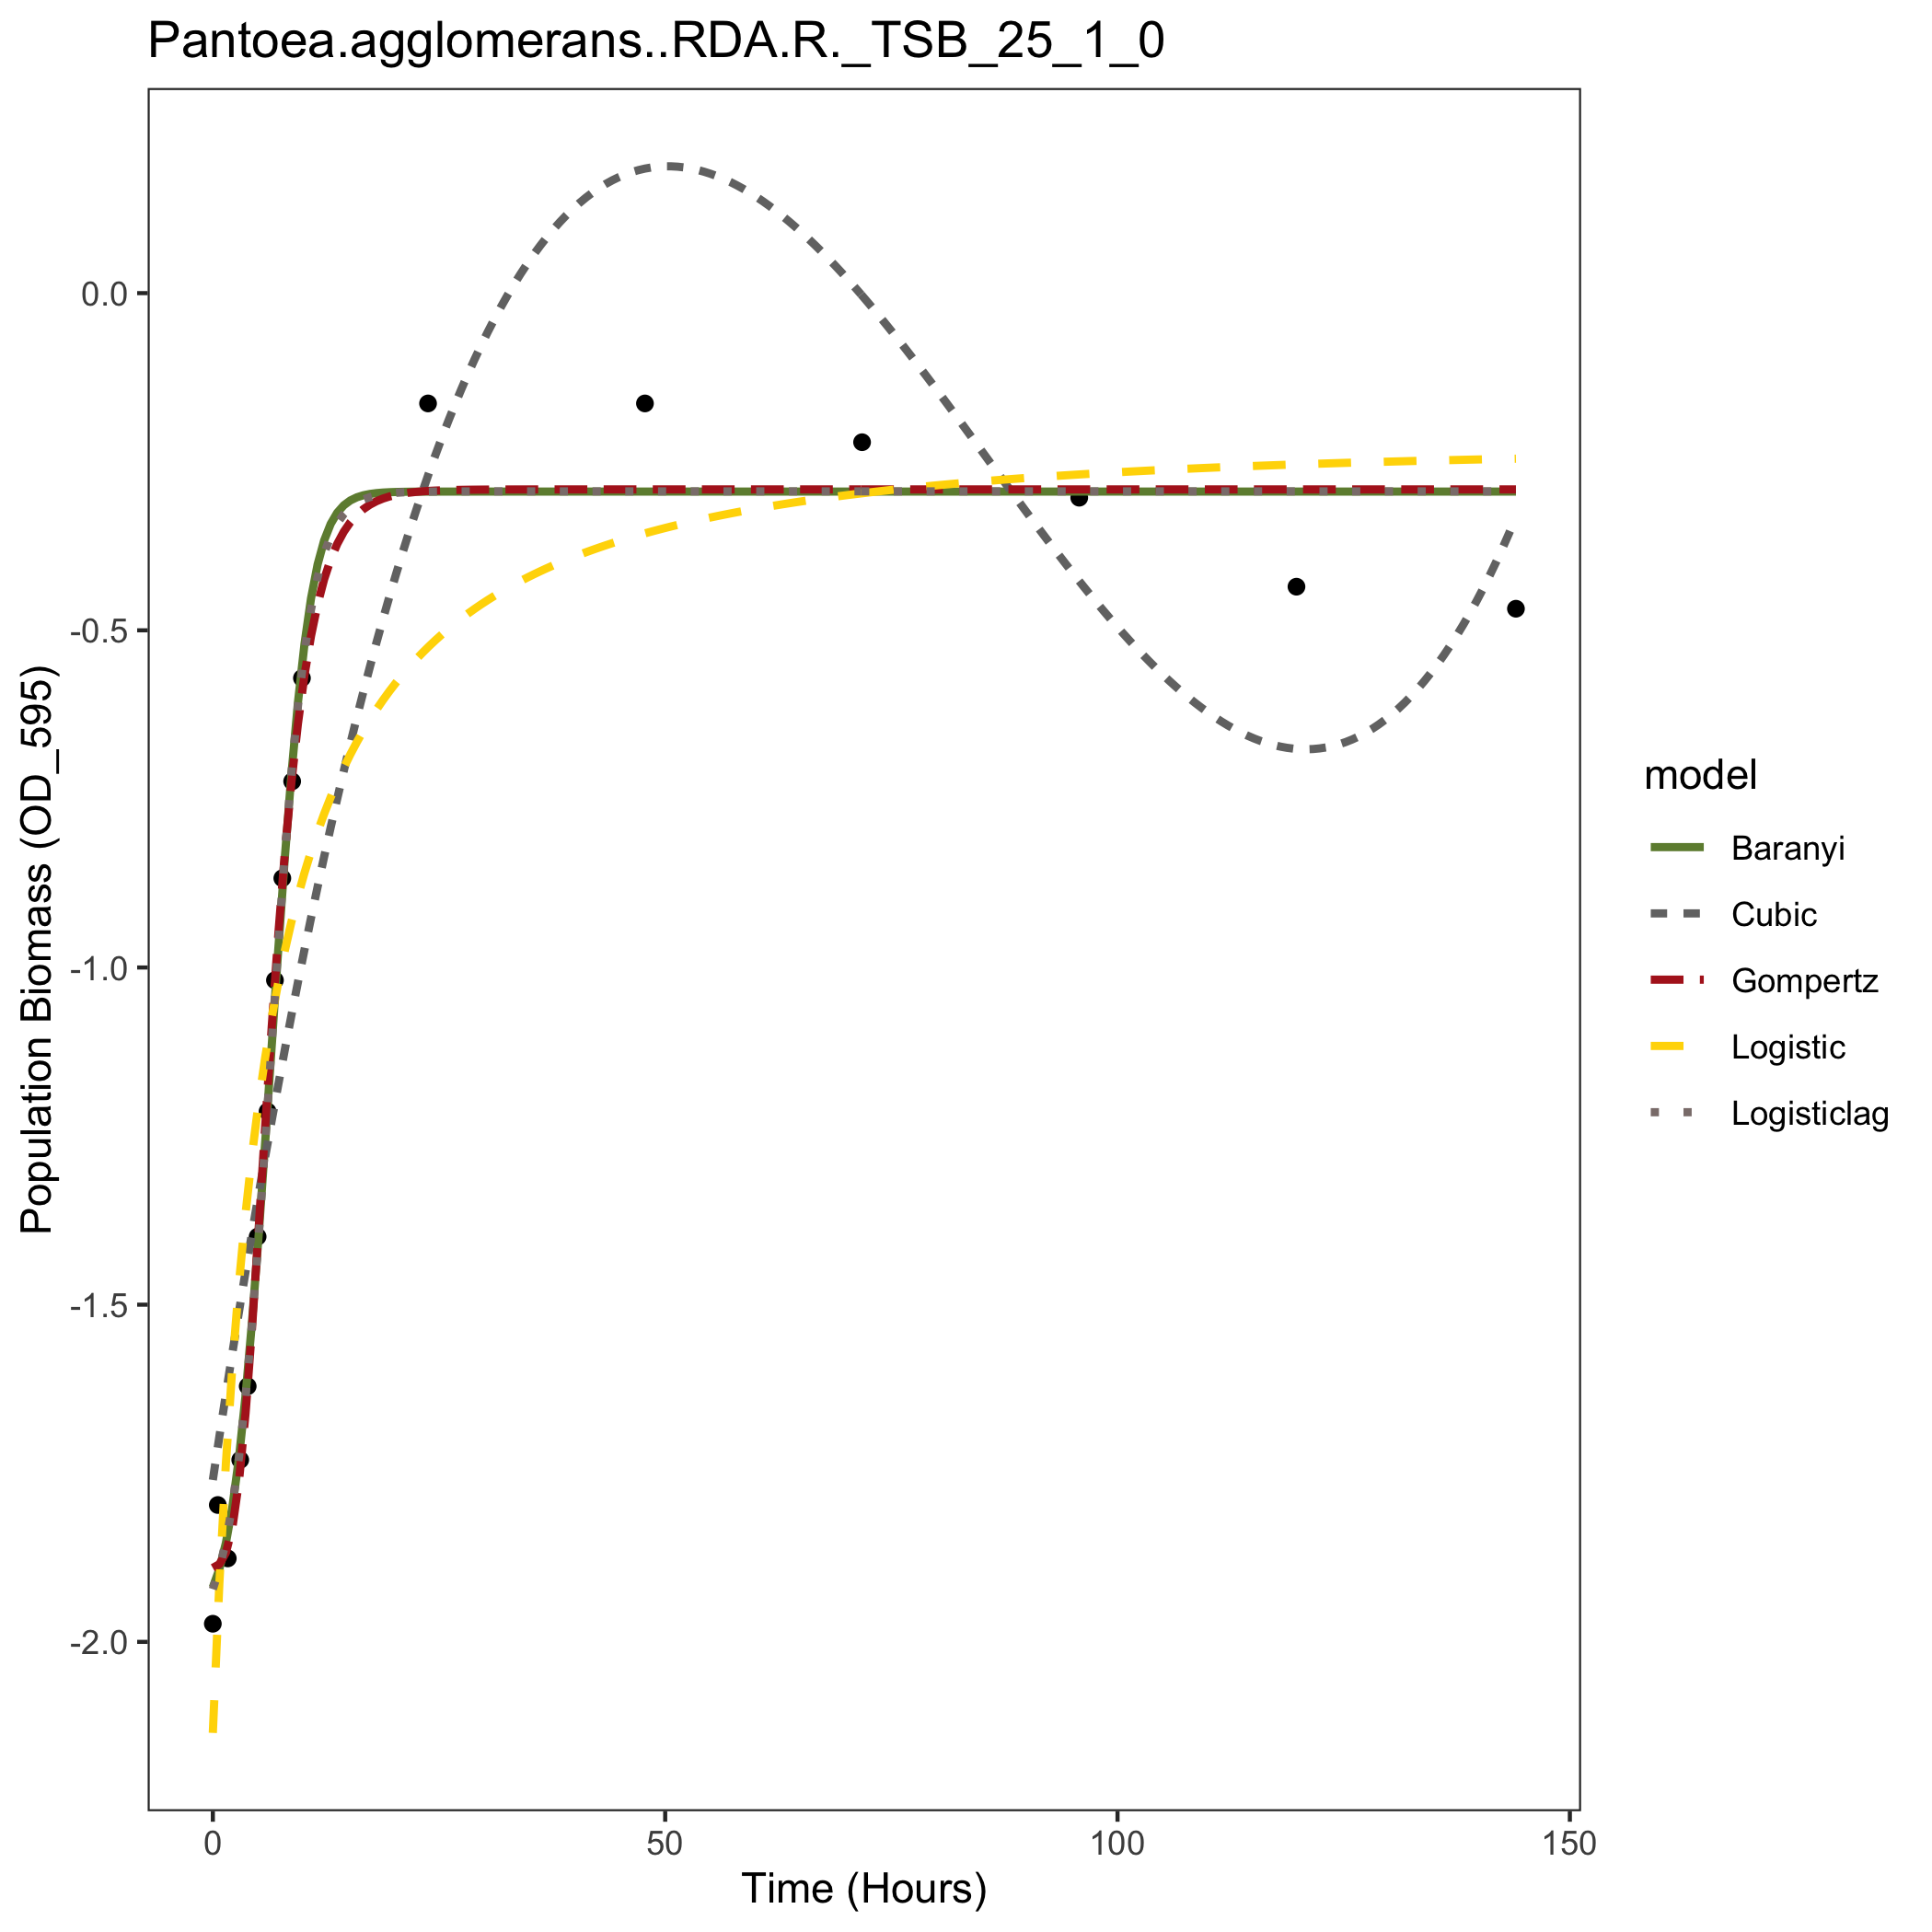 Pantoea.agglomerans..RDA.R._TSB_25_1_0
Population Biomass (OD_595)
0.0
-0.5
-1.0
-1.5
-2.0
0
50
100
150
Time (Hours)
model
Baranyi
Cubic
Gompertz
Logistic
Logisticlag